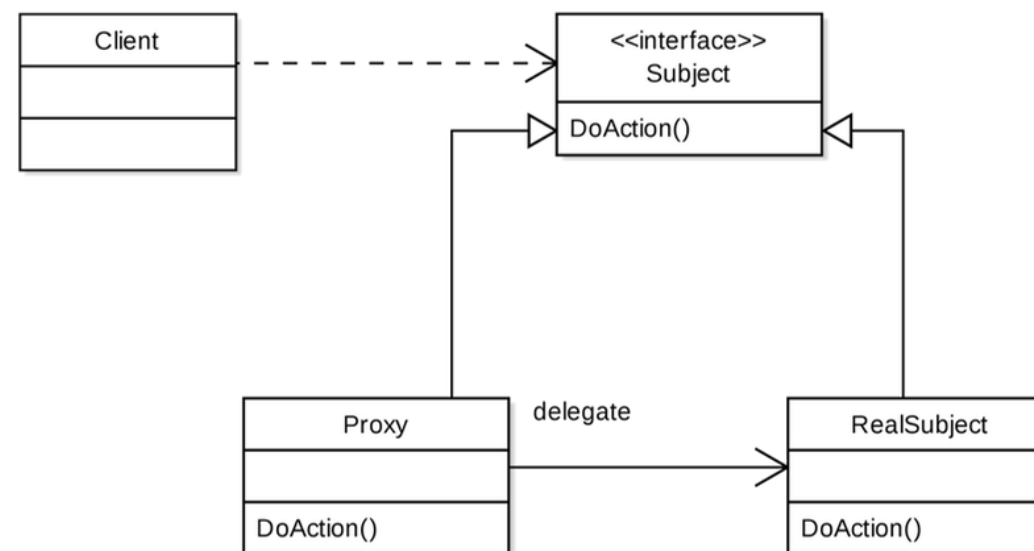 Client
<<interface>>
Subject
DoAction()
Proxy
delegate
RealSubject
DoAction()
DoAction()